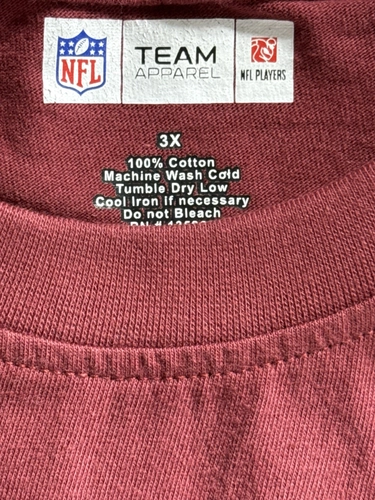 NFL
TEAM
APPAREL
NFL PLAYERS
3X
100% Cotton
Machine Wash Cold
Tumble Dry Low
Cool Iron if necessary
Do not Bleach
RN #